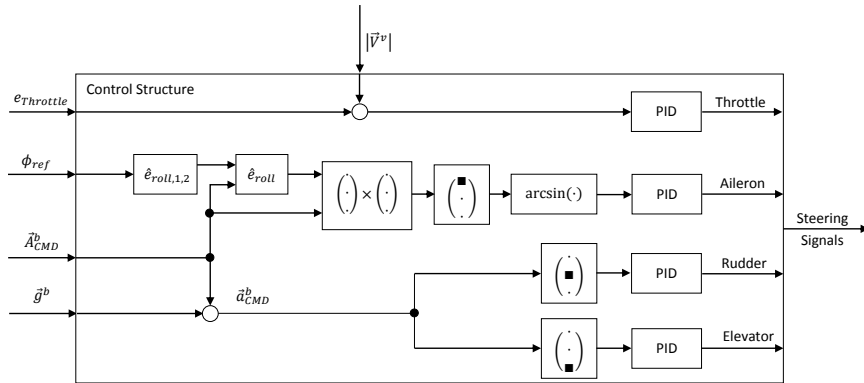 |V⃗ᵛ|
Control Structure
e_Throttle
PID
Throttle
ϕ_ref
ê_roll,1,2
ê_roll
(⋮) × (⋮)
(■ · ·)
arcsin(·)
PID
Aileron
Steering
Signals
A⃗ᵇ_CMD
(· ■ ·)
PID
Rudder
g⃗ᵇ
a⃗ᵇ_CMD
(· · ■)
PID
Elevator